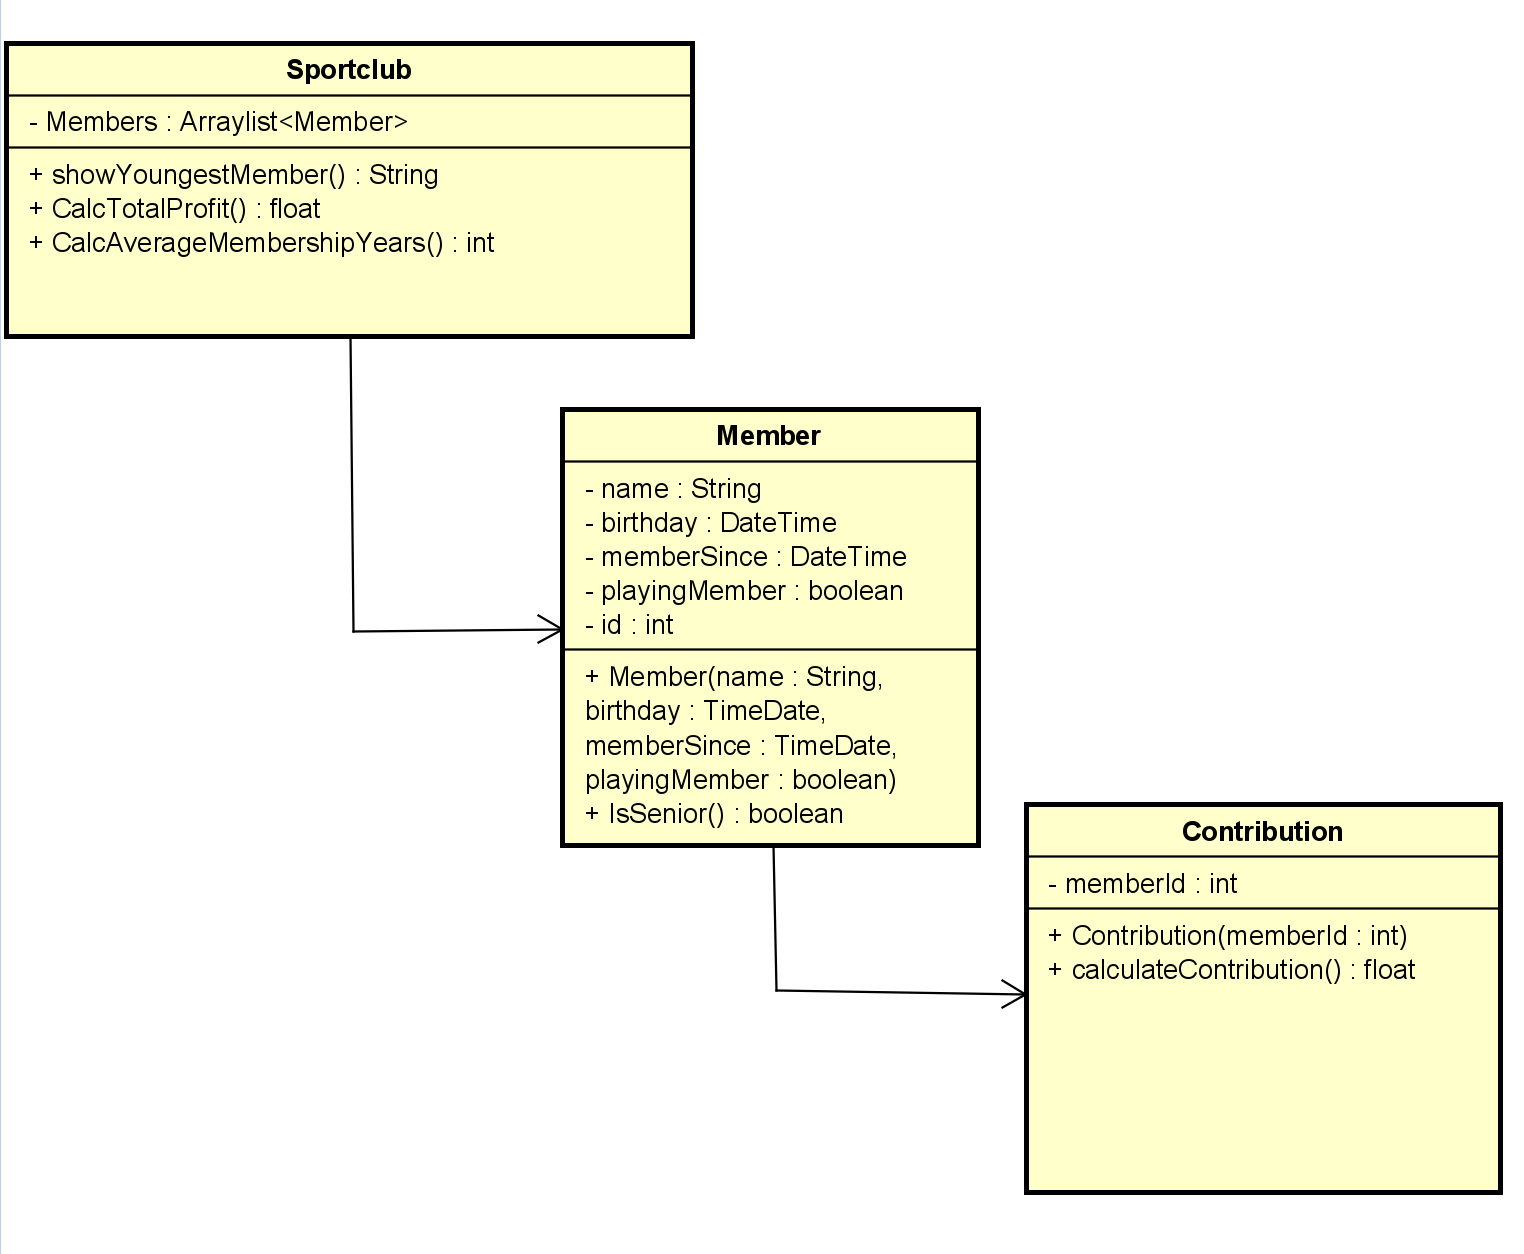 Sportclub
- Members : Arraylist<Member>
+ showYoungestMember() : String
+ CalcTotalProfit() : float
+ CalcAverageMembershipYears() : int
Member
- name : String
- birthday : DateTime
- memberSince : DateTime
- playingMember : boolean
- id : int
+ Member(name : String,
birthday : TimeDate,
memberSince : TimeDate,
playingMember : boolean)
+ IsSenior() : boolean
Contribution
- memberId : int
+ Contribution(memberId : int)
+ calculateContribution() : float